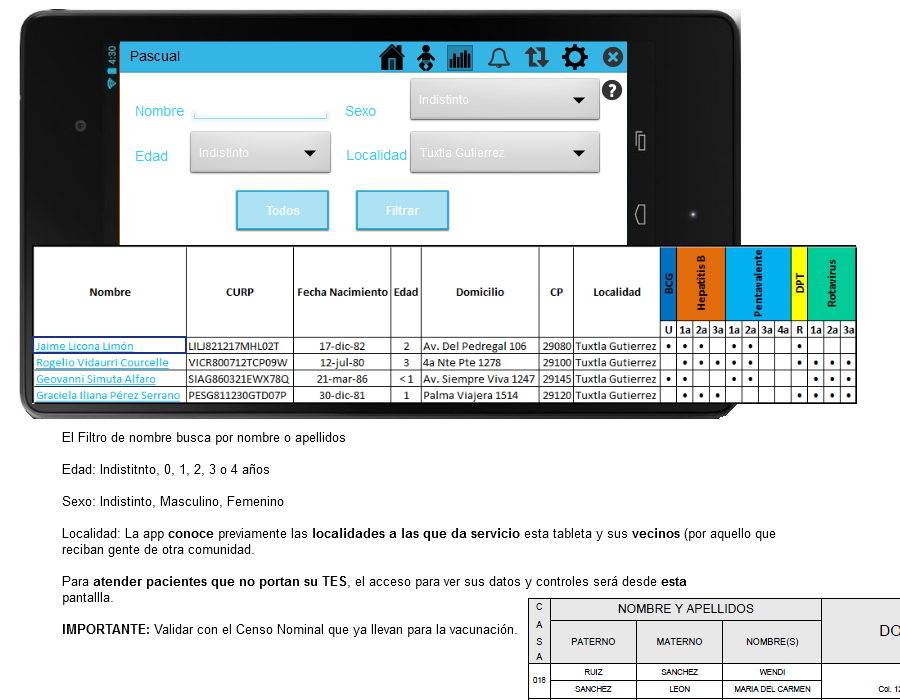 4:30
Pascual
?
Nombre
Sexo
Indistinto
Edad
Indistinto
Localidad
Tuxtla Gutierrez
Todos
Filtrar
Nombre CURP Fecha Nacimiento Edad Domicilio CP Localidad BCG Hepatitis B Pentavalente DPT Rotavirus
U 1a 2a 3a 1a 2a 3a 4a R 1a 2a 3a
Jaime Licona Limón LILJ821217MHL02T 17-dic-82 2 Av. Del Pedregal 106 29080 Tuxtla Gutierrez • • • • • •
Rogelio Vidaurri Courcelle VICR800712TCP09W 12-jul-80 3 4a Nte Pte 1278 29100 Tuxtla Gutierrez • • • • • • • • •
Geovanni Simuta Alfaro SIAG860321EWX78Q 21-mar-86 < 1 Av. Siempre Viva 1247 29145 Tuxtla Gutierrez • • • • • • •
Graciela Iliana Pérez Serrano PESG811230GTD07P 30-dic-81 1 Palma Viajera 1514 29120 Tuxtla Gutierrez • • • • • • •
El Filtro de nombre busca por nombre o apellidos
Edad: Indistitnto, 0, 1, 2, 3 o 4 años
Sexo: Indistinto, Masculino, Femenino
Localidad: La app conoce previamente las localidades a las que da servicio esta tableta y sus vecinos (por aquello que
reciban gente de otra comunidad.
Para atender pacientes que no portan su TES, el acceso para ver sus datos y controles será desde esta
pantallla.
IMPORTANTE: Validar con el Censo Nominal que ya llevan para la vacunación.
CASA NOMBRE Y APELLIDOS DO
PATERNO MATERNO NOMBRE(S)
016 RUIZ SANCHEZ WENDI
SANCHEZ LEON MARIA DEL CARMEN Col. 12